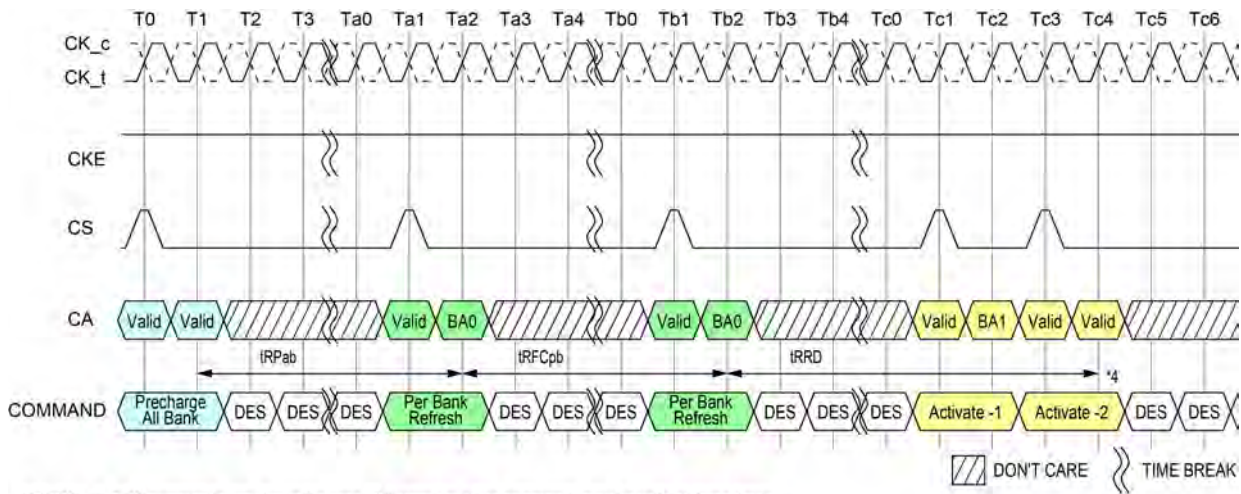 T0 T1 T2 T3 Ta0 Ta1 Ta2 Ta3 Ta4 Tb0 Tb1 Tb2 Tb3 Tb4 Tc0 Tc1 Tc2 Tc3 Tc4 Tc5 Tc6
CK_c
CK_t
CKE
CS
CA Valid Valid Valid BA0 Valid BA0 Valid BA1 Valid Valid
tRPab tRFCpb tRRD *4
COMMAND Precharge All Bank DES DES DES Per Bank Refresh DES DES DES Per Bank Refresh DES DES DES Activate -1 Activate -2 DES DES
DON'T CARE TIME BREAK